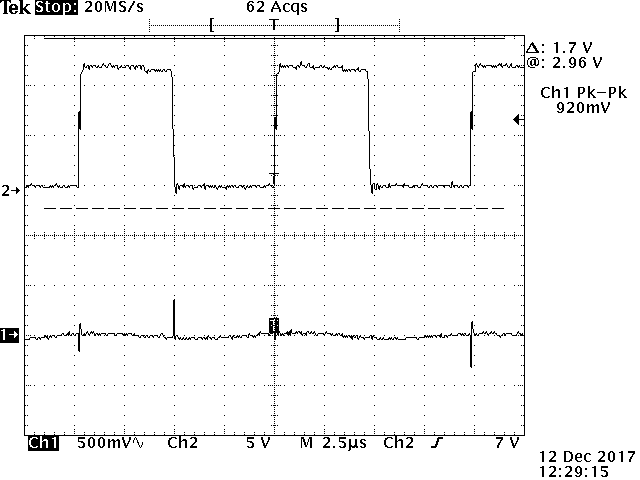 Tek Stop: 20MS/s 62 Acqs
[ T ]
Δ: 1.7 V
@: 2.96 V
Ch1 Pk−Pk
920mV
2→
T
1→
Ch1 500mV∿ Ch2 5 V M 2.5µs Ch2 ƒ 7 V
12 Dec 2017
12:29:15